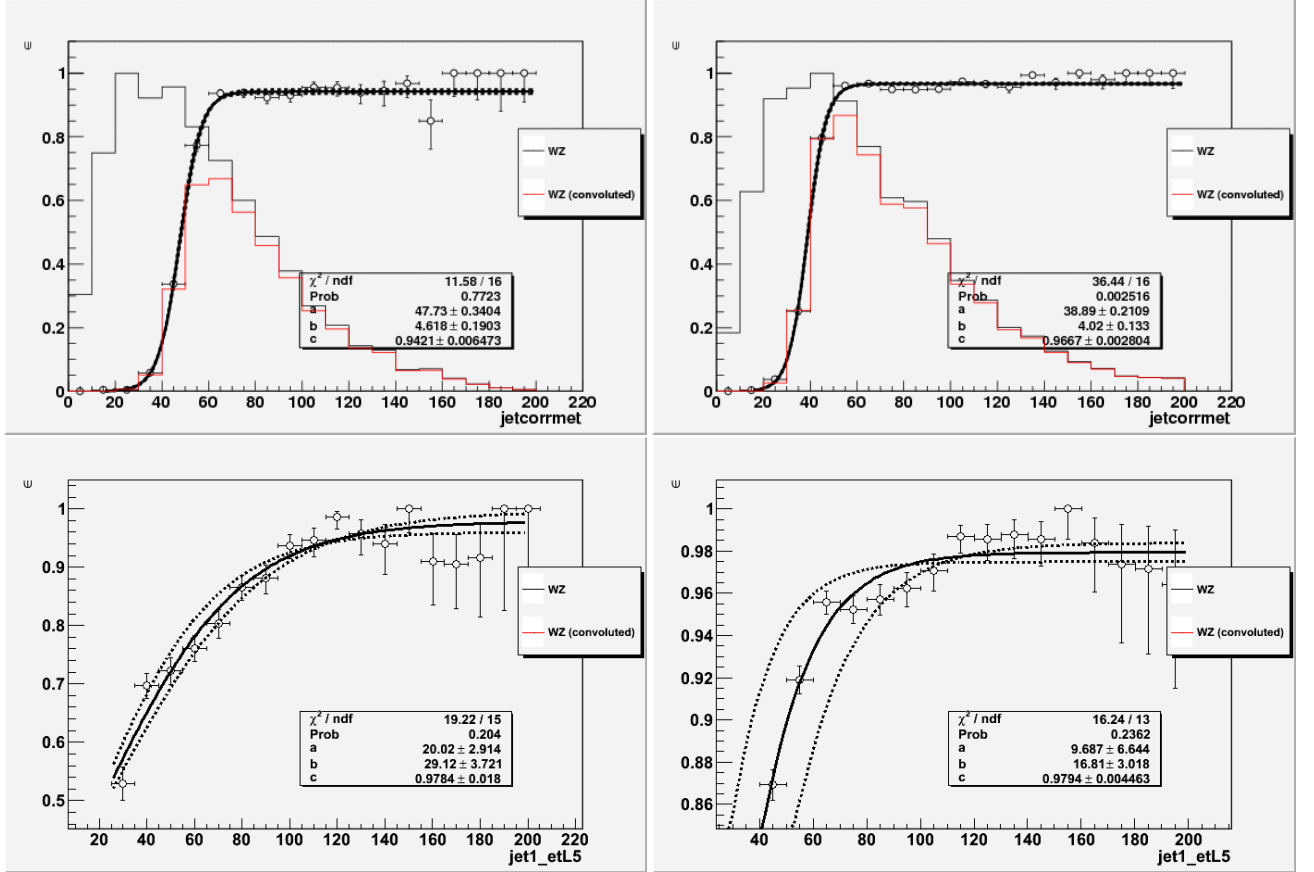 ϵ
1
0.8
0.6
0.4
0.2
0
0 20 40 60 80 100 120 140 160 180 200 220
jetcorrmet
WZ
WZ (convoluted)
χ² / ndf 11.58 / 16
Prob 0.7723
a 47.73 ± 0.3404
b 4.618 ± 0.1903
c 0.9421 ± 0.006473
ϵ
1
0.8
0.6
0.4
0.2
0
0 20 40 60 80 100 120 140 160 180 200 220
jetcorrmet
WZ
WZ (convoluted)
χ² / ndf 36.44 / 16
Prob 0.002516
a 38.89 ± 0.2109
b 4.02 ± 0.133
c 0.9667 ± 0.002804
ϵ
1
0.9
0.8
0.7
0.6
0.5
20 40 60 80 100 120 140 160 180 200 220
jet1_etL5
WZ
WZ (convoluted)
χ² / ndf 19.22 / 15
Prob 0.204
a 20.02 ± 2.914
b 29.12 ± 3.721
c 0.9784 ± 0.018
ϵ
1
0.98
0.96
0.94
0.92
0.9
0.88
0.86
40 60 80 100 120 140 160 180 200
jet1_etL5
WZ
WZ (convoluted)
χ² / ndf 16.24 / 13
Prob 0.2362
a 9.687 ± 6.644
b 16.81 ± 3.018
c 0.9794 ± 0.004463